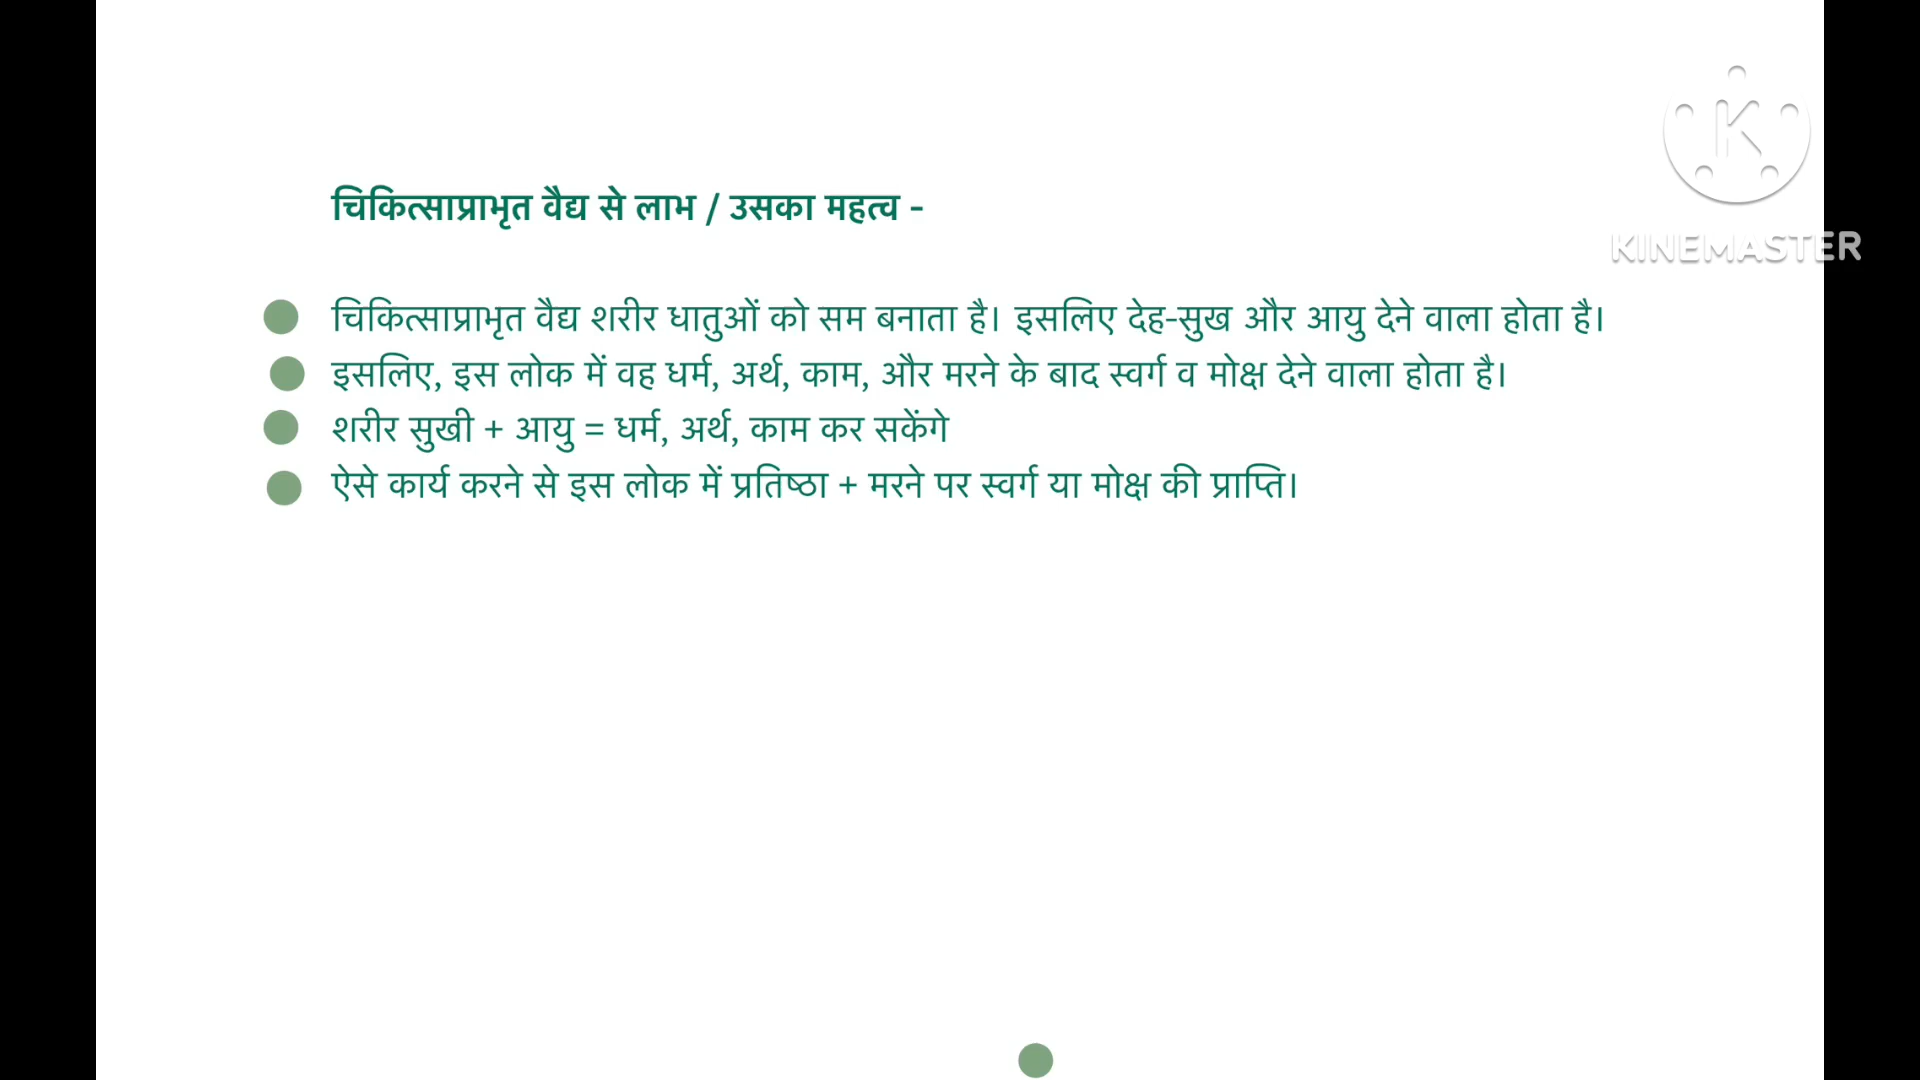 चिकित्साप्राभृत वैद्य से लाभ / उसका महत्व -
चिकित्साप्राभृत वैद्य शरीर धातुओं को सम बनाता है। इसलिए देह-सुख और आयु देने वाला होता है।
इसलिए, इस लोक में वह धर्म, अर्थ, काम, और मरने के बाद स्वर्ग व मोक्ष देने वाला होता है।
शरीर सुखी + आयु = धर्म, अर्थ, काम कर सकेंगे
ऐसे कार्य करने से इस लोक में प्रतिष्ठा + मरने पर स्वर्ग या मोक्ष की प्राप्ति।
K
KINEMASTER